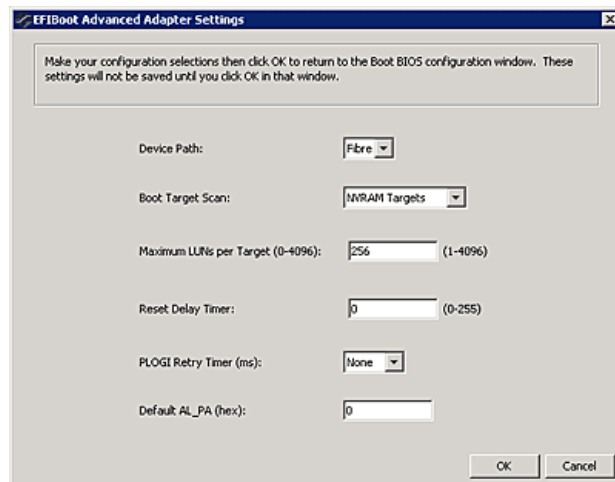 EFIBoot Advanced Adapter Settings
Make your configuration selections then click OK to return to the Boot BIOS configuration window. These
settings will not be saved until you click OK in that window.
Device Path: Fibre
Boot Target Scan: NVRAM Targets
Maximum LUNs per Target (0-4096): 256 (1-4096)
Reset Delay Timer: 0 (0-255)
PLOGI Retry Timer (ms): None
Default AL_PA (hex): 0
OK Cancel